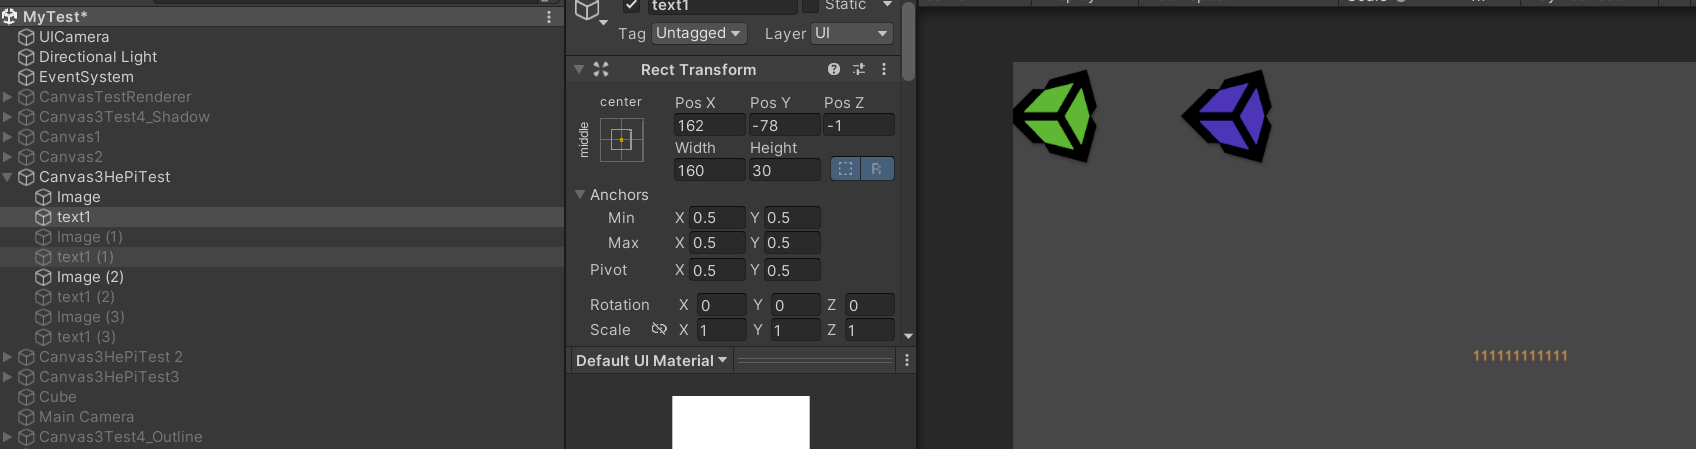 MyTest*
UICamera
Directional Light
EventSystem
CanvasTestRenderer
Canvas3Test4_Shadow
Canvas1
Canvas2
Canvas3HePiTest
Image
text1
Image (1)
text1 (1)
Image (2)
text1 (2)
Image (3)
text1 (3)
Canvas3HePiTest 2
Canvas3HePiTest3
Cube
Main Camera
Canvas3Test4_Outline
text1 Static
Tag Untagged Layer UI
Rect Transform
center
middle
Pos X Pos Y Pos Z
162 -78 -1
Width Height
160 30 R
Anchors
Min X 0.5 Y 0.5
Max X 0.5 Y 0.5
Pivot X 0.5 Y 0.5
Rotation X 0 Y 0 Z 0
Scale X 1 Y 1 Z 1
Default UI Material
111111111111